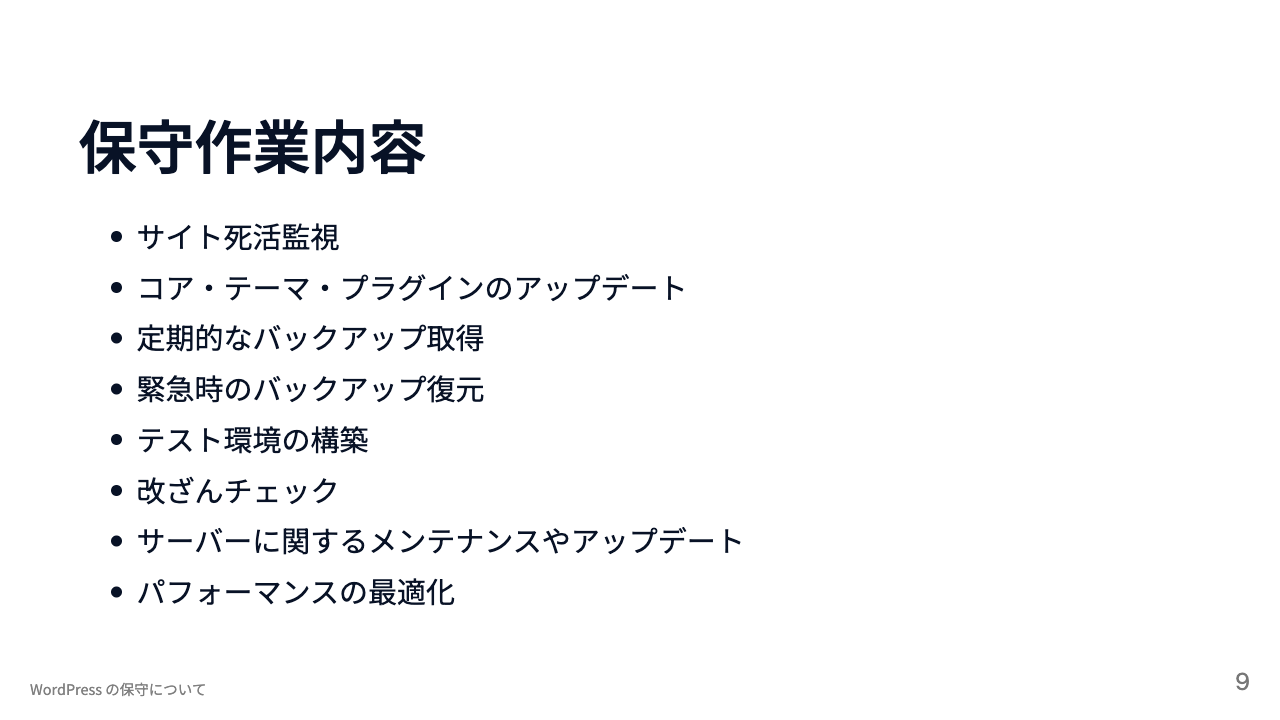 保守作業内容
• サイト死活監視
• コア・テーマ・プラグインのアップデート
• 定期的なバックアップ取得
• 緊急時のバックアップ復元
• テスト環境の構築
• 改ざんチェック
• サーバーに関するメンテナンスやアップデート
• パフォーマンスの最適化
WordPress の保守について
9